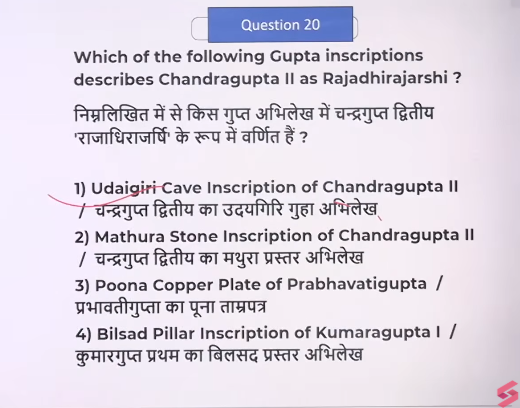 Question 20
Which of the following Gupta inscriptions
describes Chandragupta II as Rajadhirajarshi ?
निम्नलिखित में से किस गुप्त अभिलेख में चन्द्रगुप्त द्वितीय
'राजाधिराजर्षि' के रूप में वर्णित हैं ?
1) Udaigiri Cave Inscription of Chandragupta II
/ चन्द्रगुप्त द्वितीय का उदयगिरि गुहा अभिलेख
2) Mathura Stone Inscription of Chandragupta II
/ चन्द्रगुप्त द्वितीय का मथुरा प्रस्तर अभिलेख
3) Poona Copper Plate of Prabhavatigupta /
प्रभावतीगुप्ता का पूना ताम्रपत्र
4) Bilsad Pillar Inscription of Kumaragupta I /
कुमारगुप्त प्रथम का बिलसद प्रस्तर अभिलेख